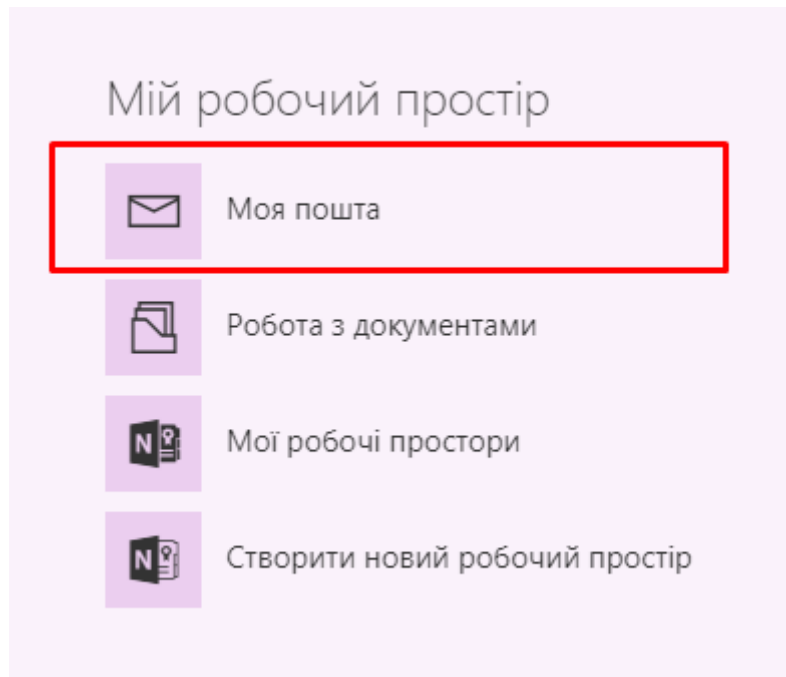 Мій робочий простір
Моя пошта
Робота з документами
N
Мої робочі простори
N
Створити новий робочий простір